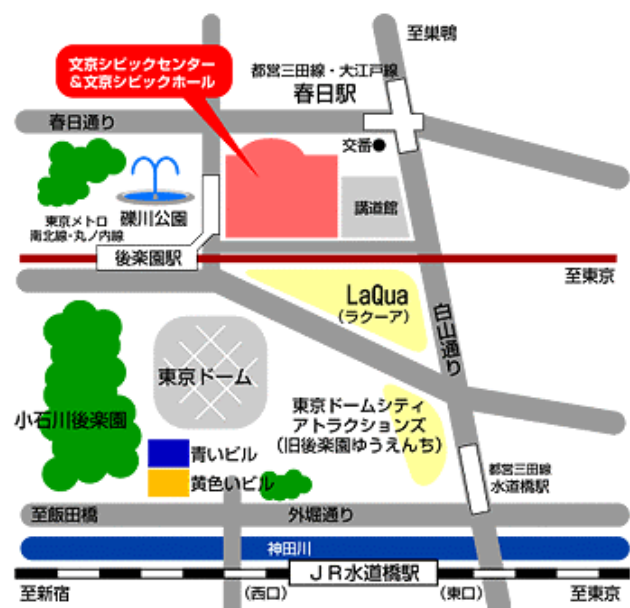 至巣鴨
文京シビックセンター
＆文京シビックホール
都営三田線・大江戸線
春日駅
春日通り
交番●
東京メトロ
南北線・丸ノ内線
礫川公園
講道館
後楽園駅
至東京
LaQua
(ラクーア)
白山通り
東京ドーム
小石川後楽園
東京ドームシティ
アトラクションズ
(旧後楽園ゆうえんち)
青いビル
黄色いビル
都営三田線
水道橋駅
至飯田橋
外堀通り
神田川
ＪＲ水道橋駅
至新宿
(西口)
(東口)
至東京